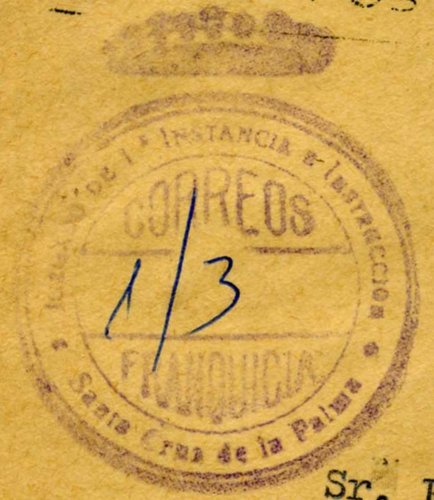 JUZGADO DE 1ª INSTANCIA e INSTRUCCION
CORREOS
1/3
FRANQUICIA
Santa Cruz de la Palma
Sr.